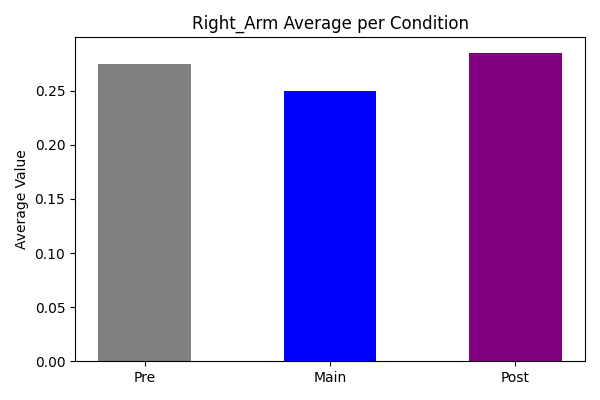 Right_Arm Average per Condition
Average Value
0.25
0.20
0.15
0.10
0.05
0.00
Pre
Main
Post